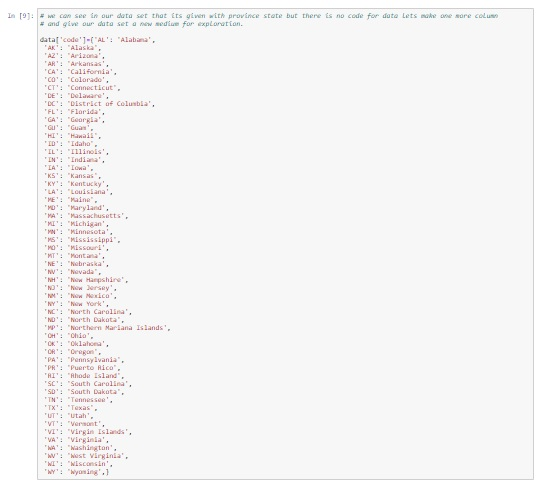 In [9]: # we can see in our data set that its given with province state but there is no code for data lets make one more column
# and give our data set a new medium for exploration.
data['code']={'AL': 'Alabama',
'AK': 'Alaska',
'AZ': 'Arizona',
'AR': 'Arkansas',
'CA': 'California',
'CO': 'Colorado',
'CT': 'Connecticut',
'DE': 'Delaware',
'DC': 'District of Columbia',
'FL': 'Florida',
'GA': 'Georgia',
'GU': 'Guam',
'HI': 'Hawaii',
'ID': 'Idaho',
'IL': 'Illinois',
'IN': 'Indiana',
'IA': 'Iowa',
'KS': 'Kansas',
'KY': 'Kentucky',
'LA': 'Louisiana',
'ME': 'Maine',
'MD': 'Maryland',
'MA': 'Massachusetts',
'MI': 'Michigan',
'MN': 'Minnesota',
'MS': 'Mississippi',
'MO': 'Missouri',
'MT': 'Montana',
'NE': 'Nebraska',
'NV': 'Nevada',
'NH': 'New Hampshire',
'NJ': 'New Jersey',
'NM': 'New Mexico',
'NY': 'New York',
'NC': 'North Carolina',
'ND': 'North Dakota',
'MP': 'Northern Mariana Islands',
'OH': 'Ohio',
'OK': 'Oklahoma',
'OR': 'Oregon',
'PA': 'Pennsylvania',
'PR': 'Puerto Rico',
'RI': 'Rhode Island',
'SC': 'South Carolina',
'SD': 'South Dakota',
'TN': 'Tennessee',
'TX': 'Texas',
'UT': 'Utah',
'VT': 'Vermont',
'VI': 'Virgin Islands',
'VA': 'Virginia',
'WA': 'Washington',
'WV': 'West Virginia',
'WI': 'Wisconsin',
'WY': 'Wyoming',}